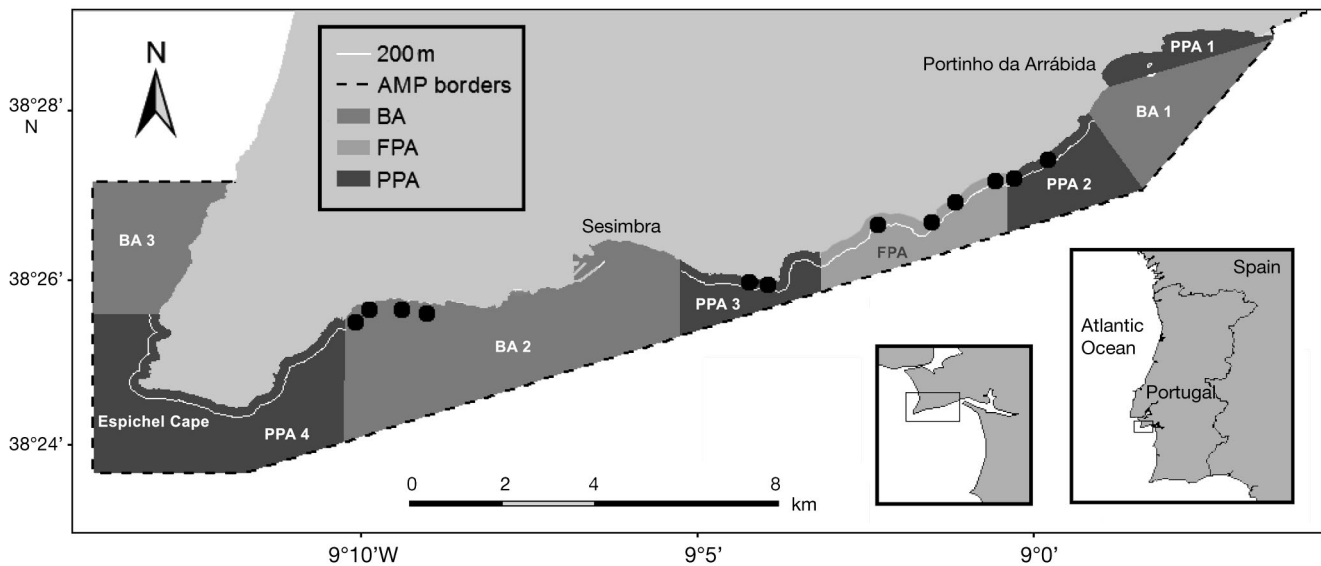 N
200 m
AMP borders
BA
FPA
PPA
Portinho da Arrábida
PPA 1
BA 1
PPA 2
FPA
Sesimbra
PPA 3
BA 2
BA 3
Espichel Cape
PPA 4
38°28’
N
38°26’
38°24’
0 2 4 8
km
9°10’W
9°5’W
9°0’
Spain
Atlantic
Ocean
Portugal